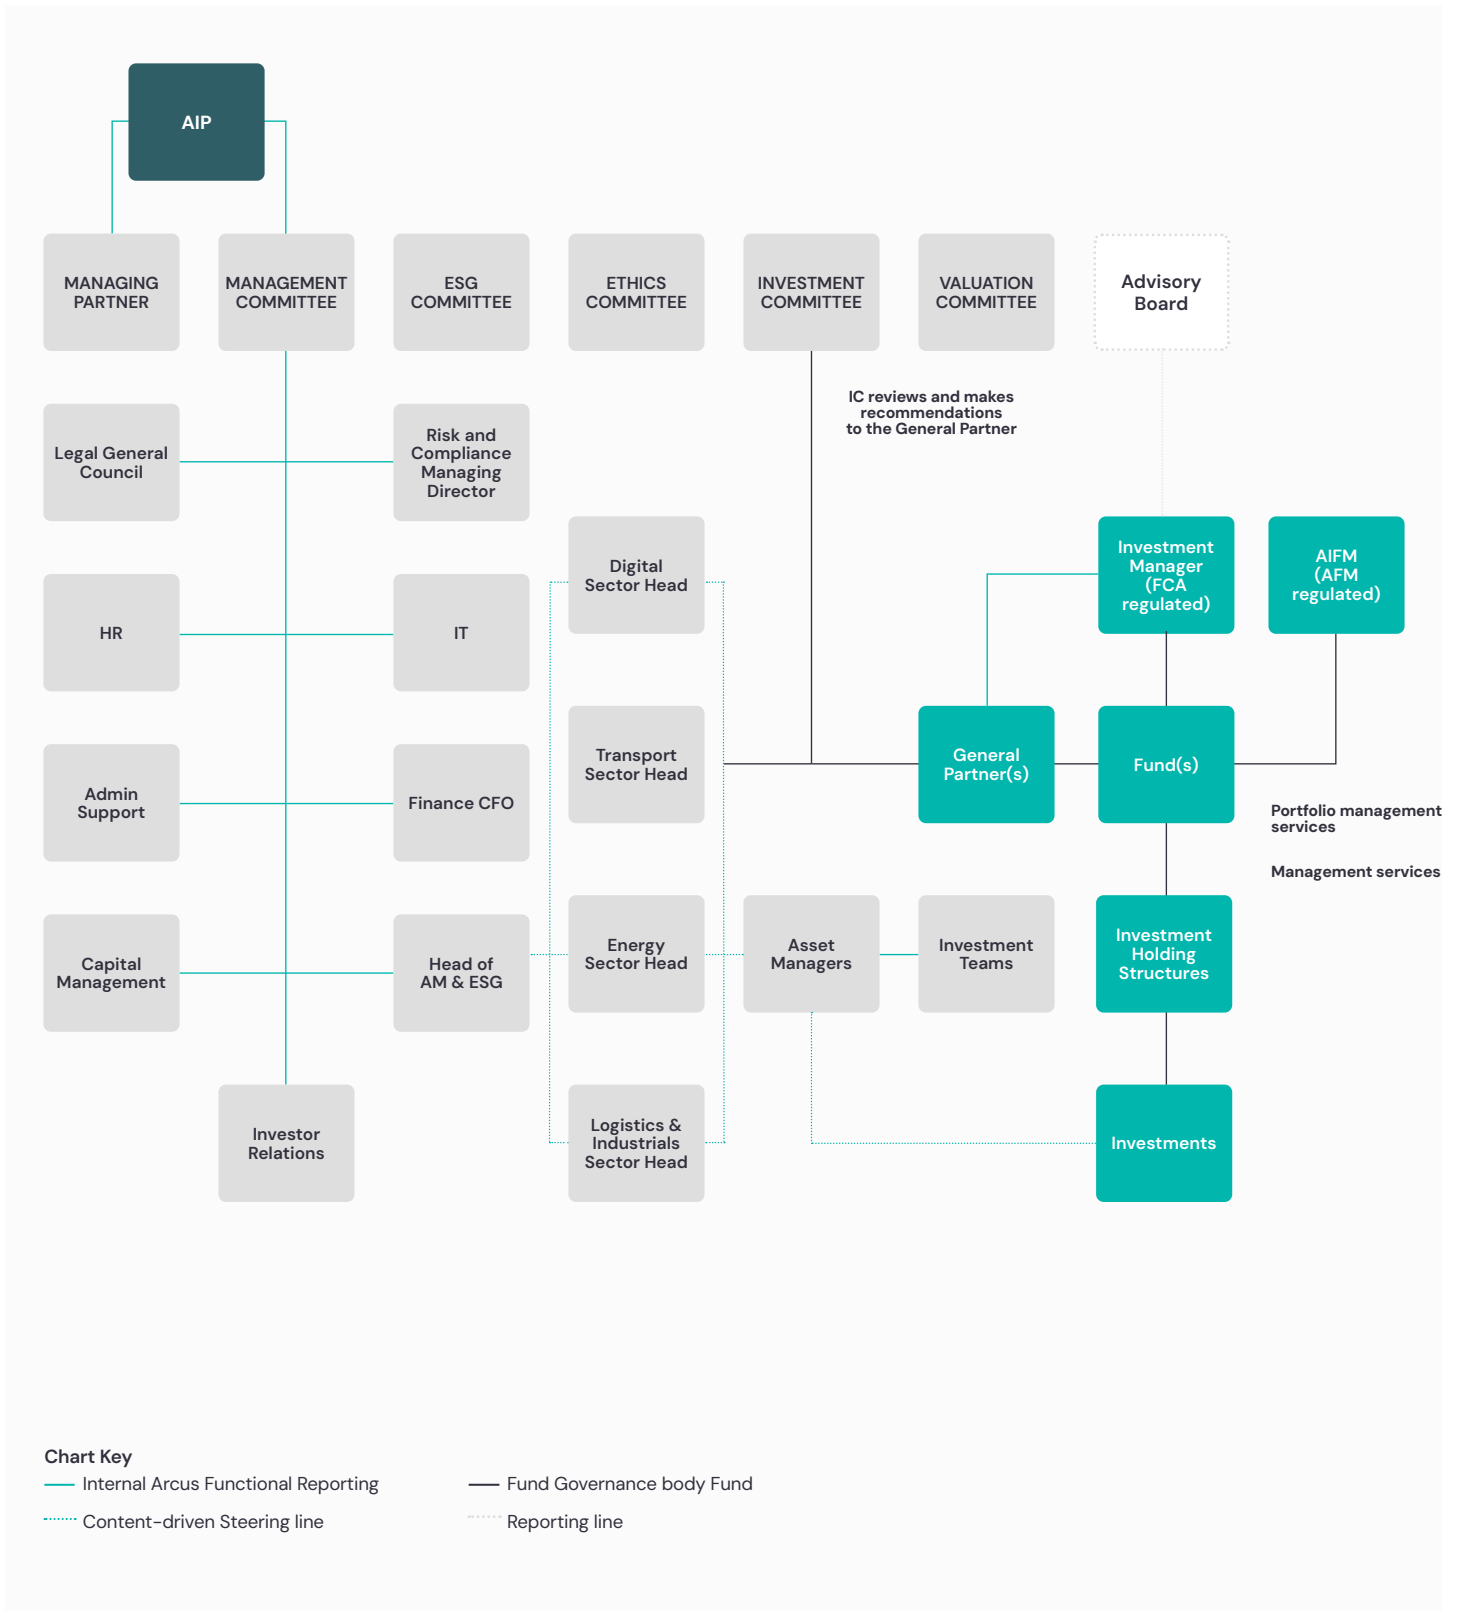 AIP
MANAGING
PARTNER
MANAGEMENT
COMMITTEE
ESG
COMMITTEE
ETHICS
COMMITTEE
INVESTMENT
COMMITTEE
VALUATION
COMMITTEE
Advisory
Board
IC reviews and makes
recommendations
to the General Partner
Legal General
Council
Risk and
Compliance
Managing
Director
Digital
Sector Head
Investment
Manager
(FCA
regulated)
AIFM
(AFM
regulated)
HR
IT
Transport
Sector Head
General
Partner(s)
Fund(s)
Admin
Support
Finance CFO
Portfolio management
services
Management services
Capital
Management
Head of
AM & ESG
Energy
Sector Head
Asset
Managers
Investment
Teams
Investment
Holding
Structures
Investor
Relations
Logistics &
Industrials
Sector Head
Investments
Chart Key
Internal Arcus Functional Reporting
Fund Governance body Fund
Content-driven Steering line
Reporting line